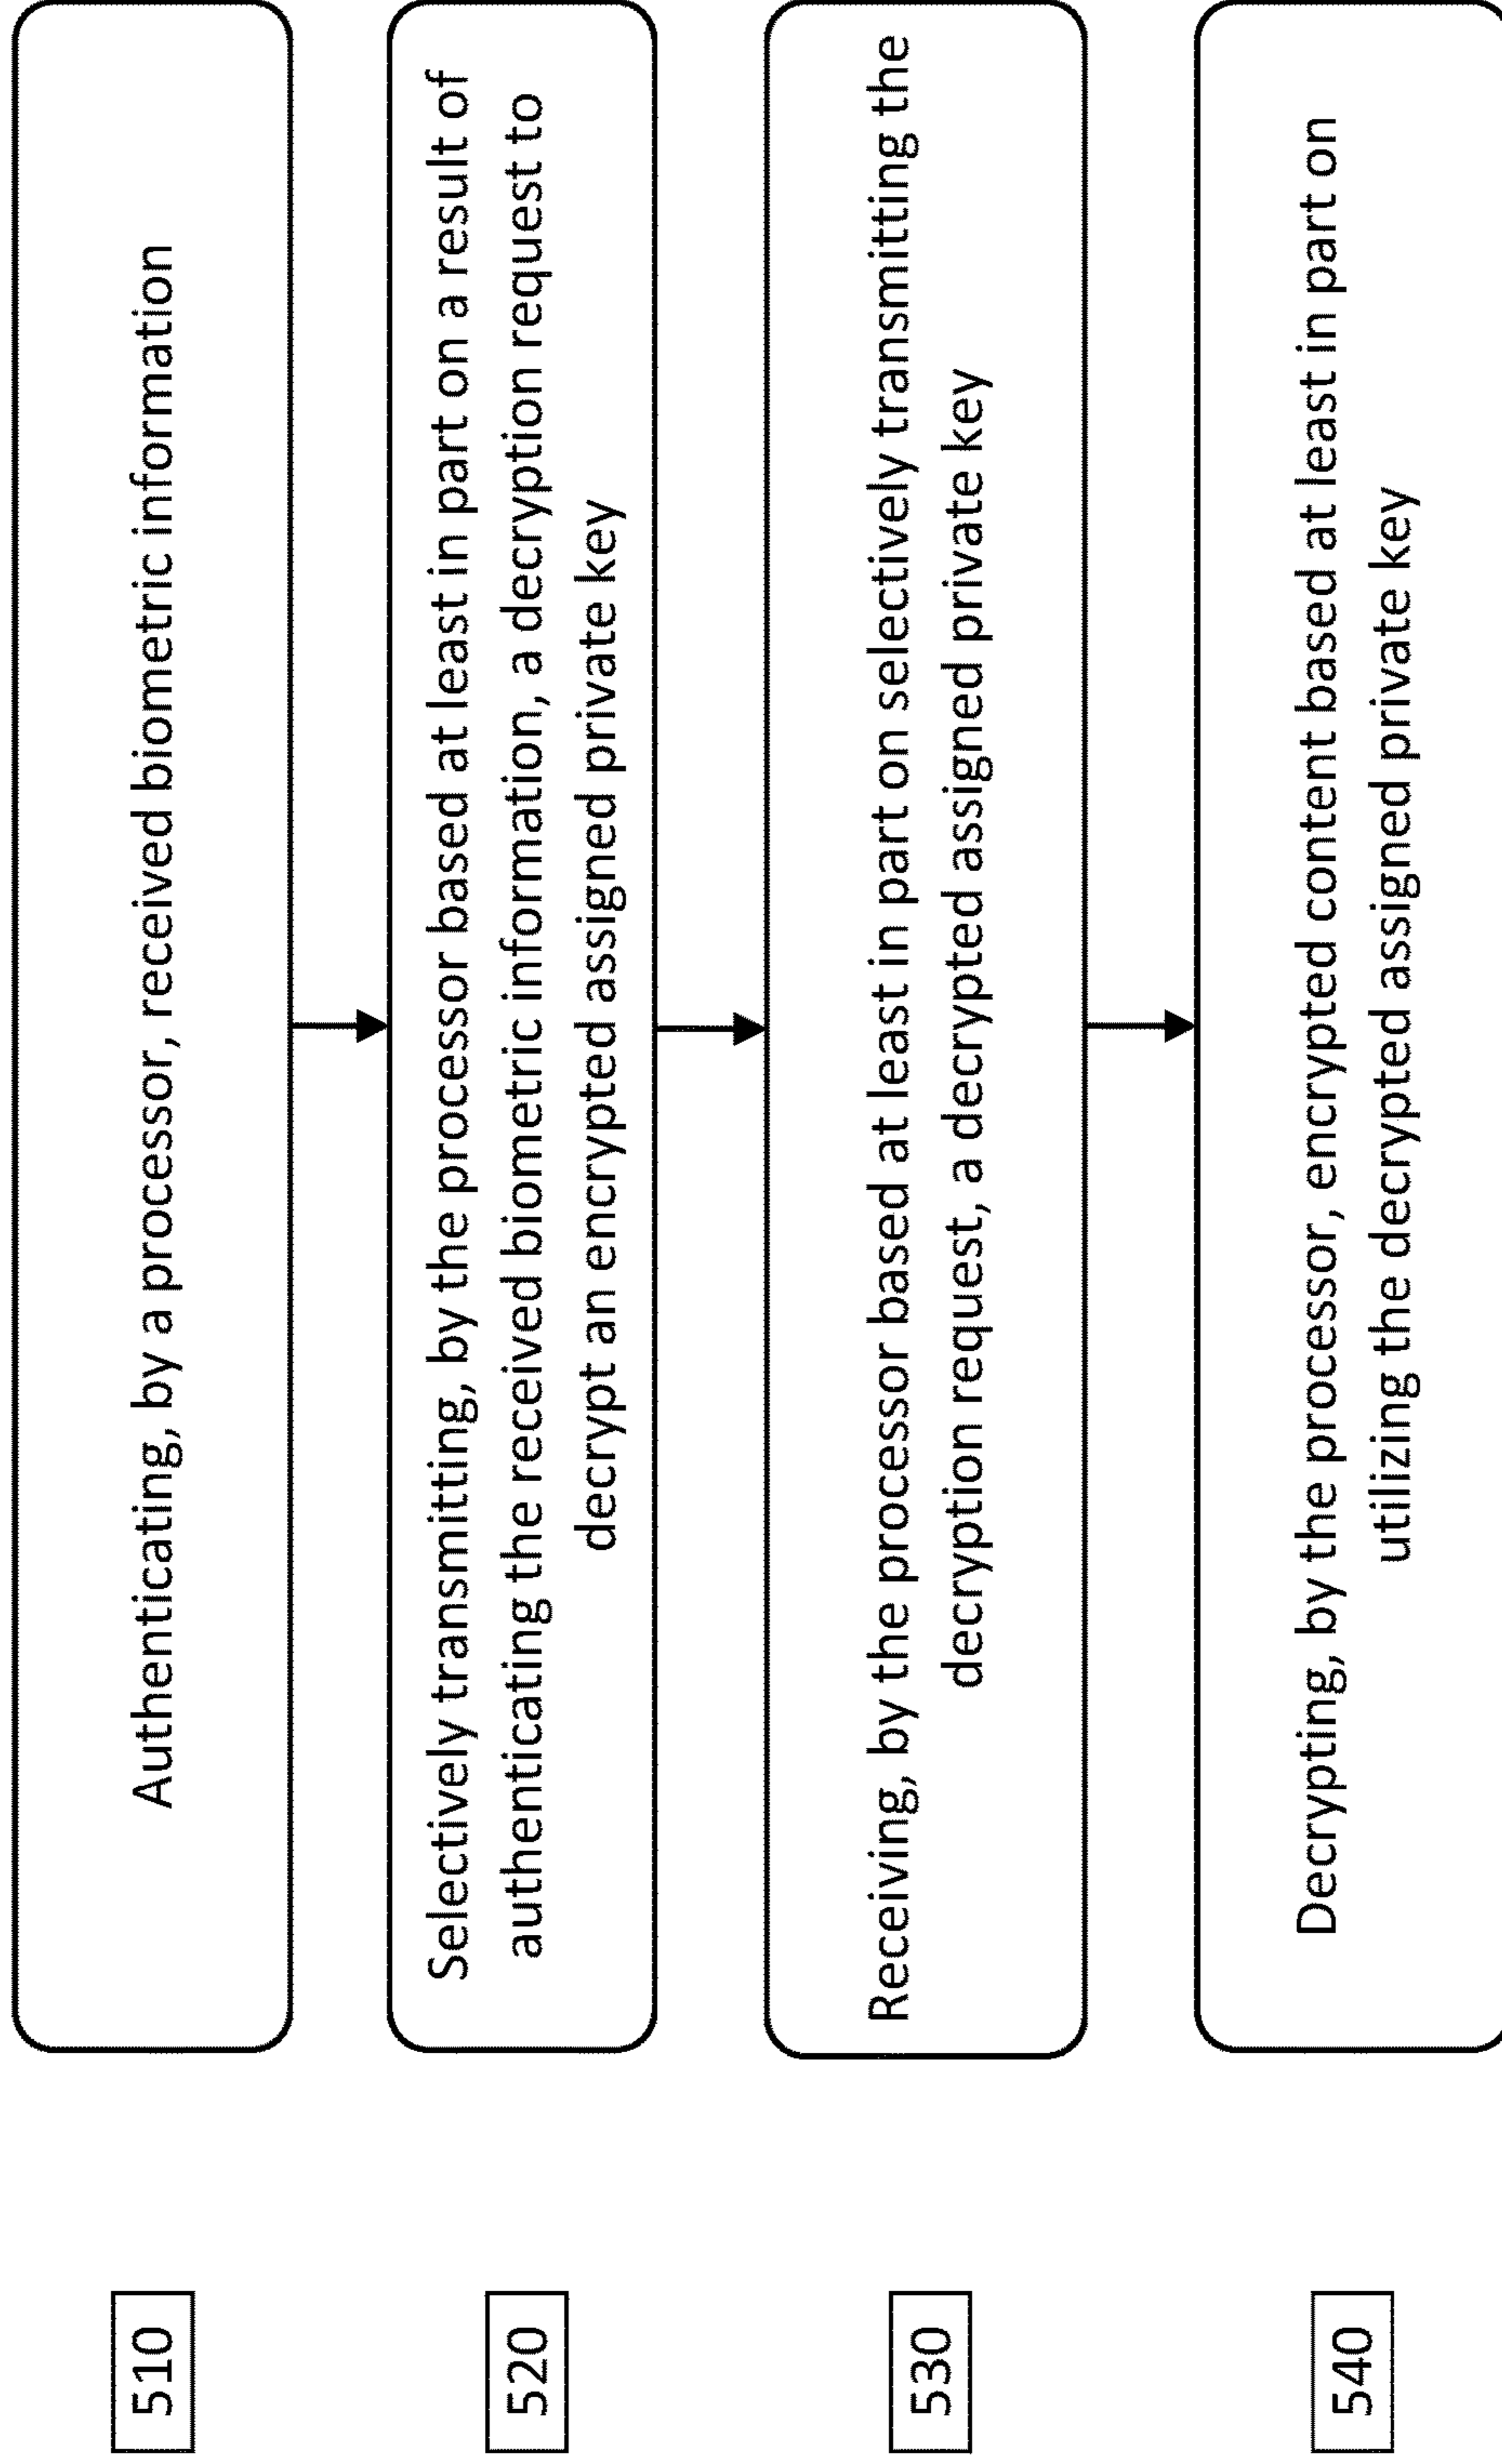 510
Authenticating, by a processor, received biometric information
520
Selectively transmitting, by the processor based at least in part on a result of
authenticating the received biometric information, a decryption request to
decrypt an encrypted assigned private key
530
Receiving, by the processor based at least in part on selectively transmitting the
decryption request, a decrypted assigned private key
540
Decrypting, by the processor, encrypted content based at least in part on
utilizing the decrypted assigned private key